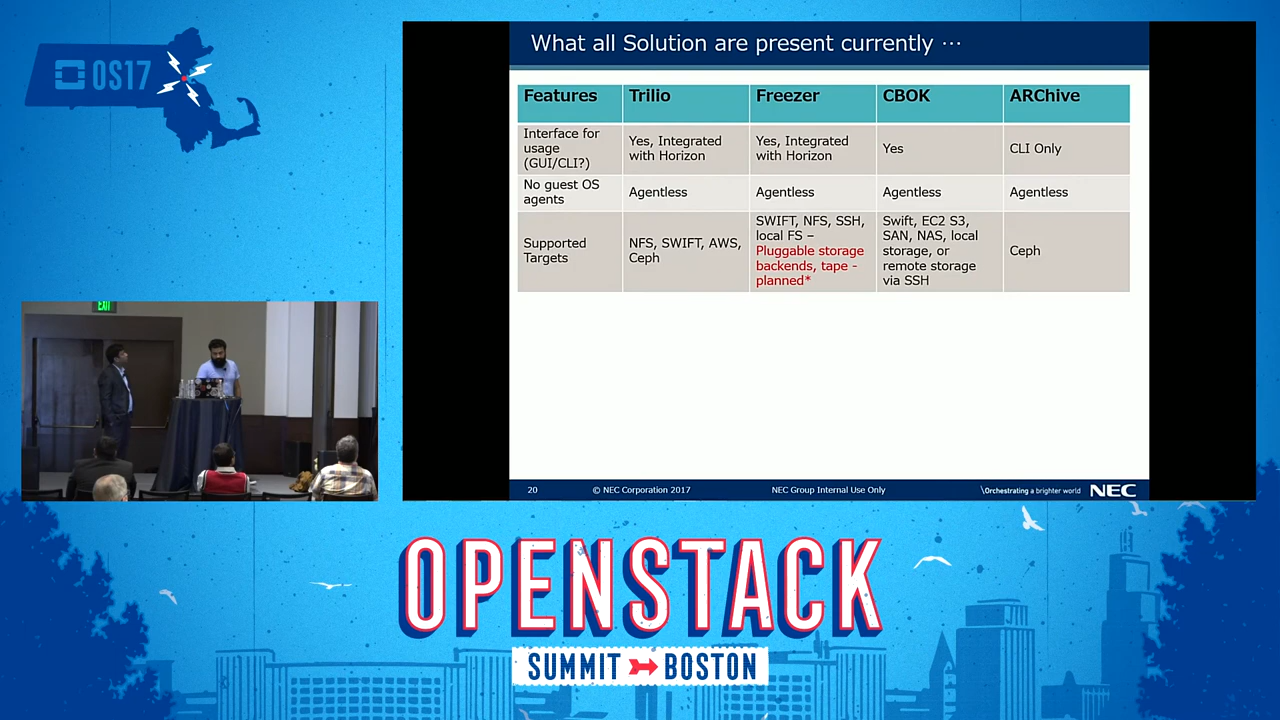 OS17
What all Solution are present currently ...
Features
Trilio
Freezer
CBOK
ARChive
Interface for
usage
(GUI/CLI?)
Yes, Integrated
with Horizon
Yes, Integrated
with Horizon
Yes
CLI Only
No guest OS
agents
Agentless
Agentless
Agentless
Agentless
Supported
Targets
NFS, SWIFT, AWS,
Ceph
SWIFT, NFS, SSH,
local FS –
Pluggable storage
backends, tape -
planned*
Swift, EC2 S3,
SAN, NAS, local
storage, or
remote storage
via SSH
Ceph
20
© NEC Corporation 2017
NEC Group Internal Use Only
\Orchestrating a brighter world
NEC
EXIT
OPENSTACK
SUMMIT BOSTON